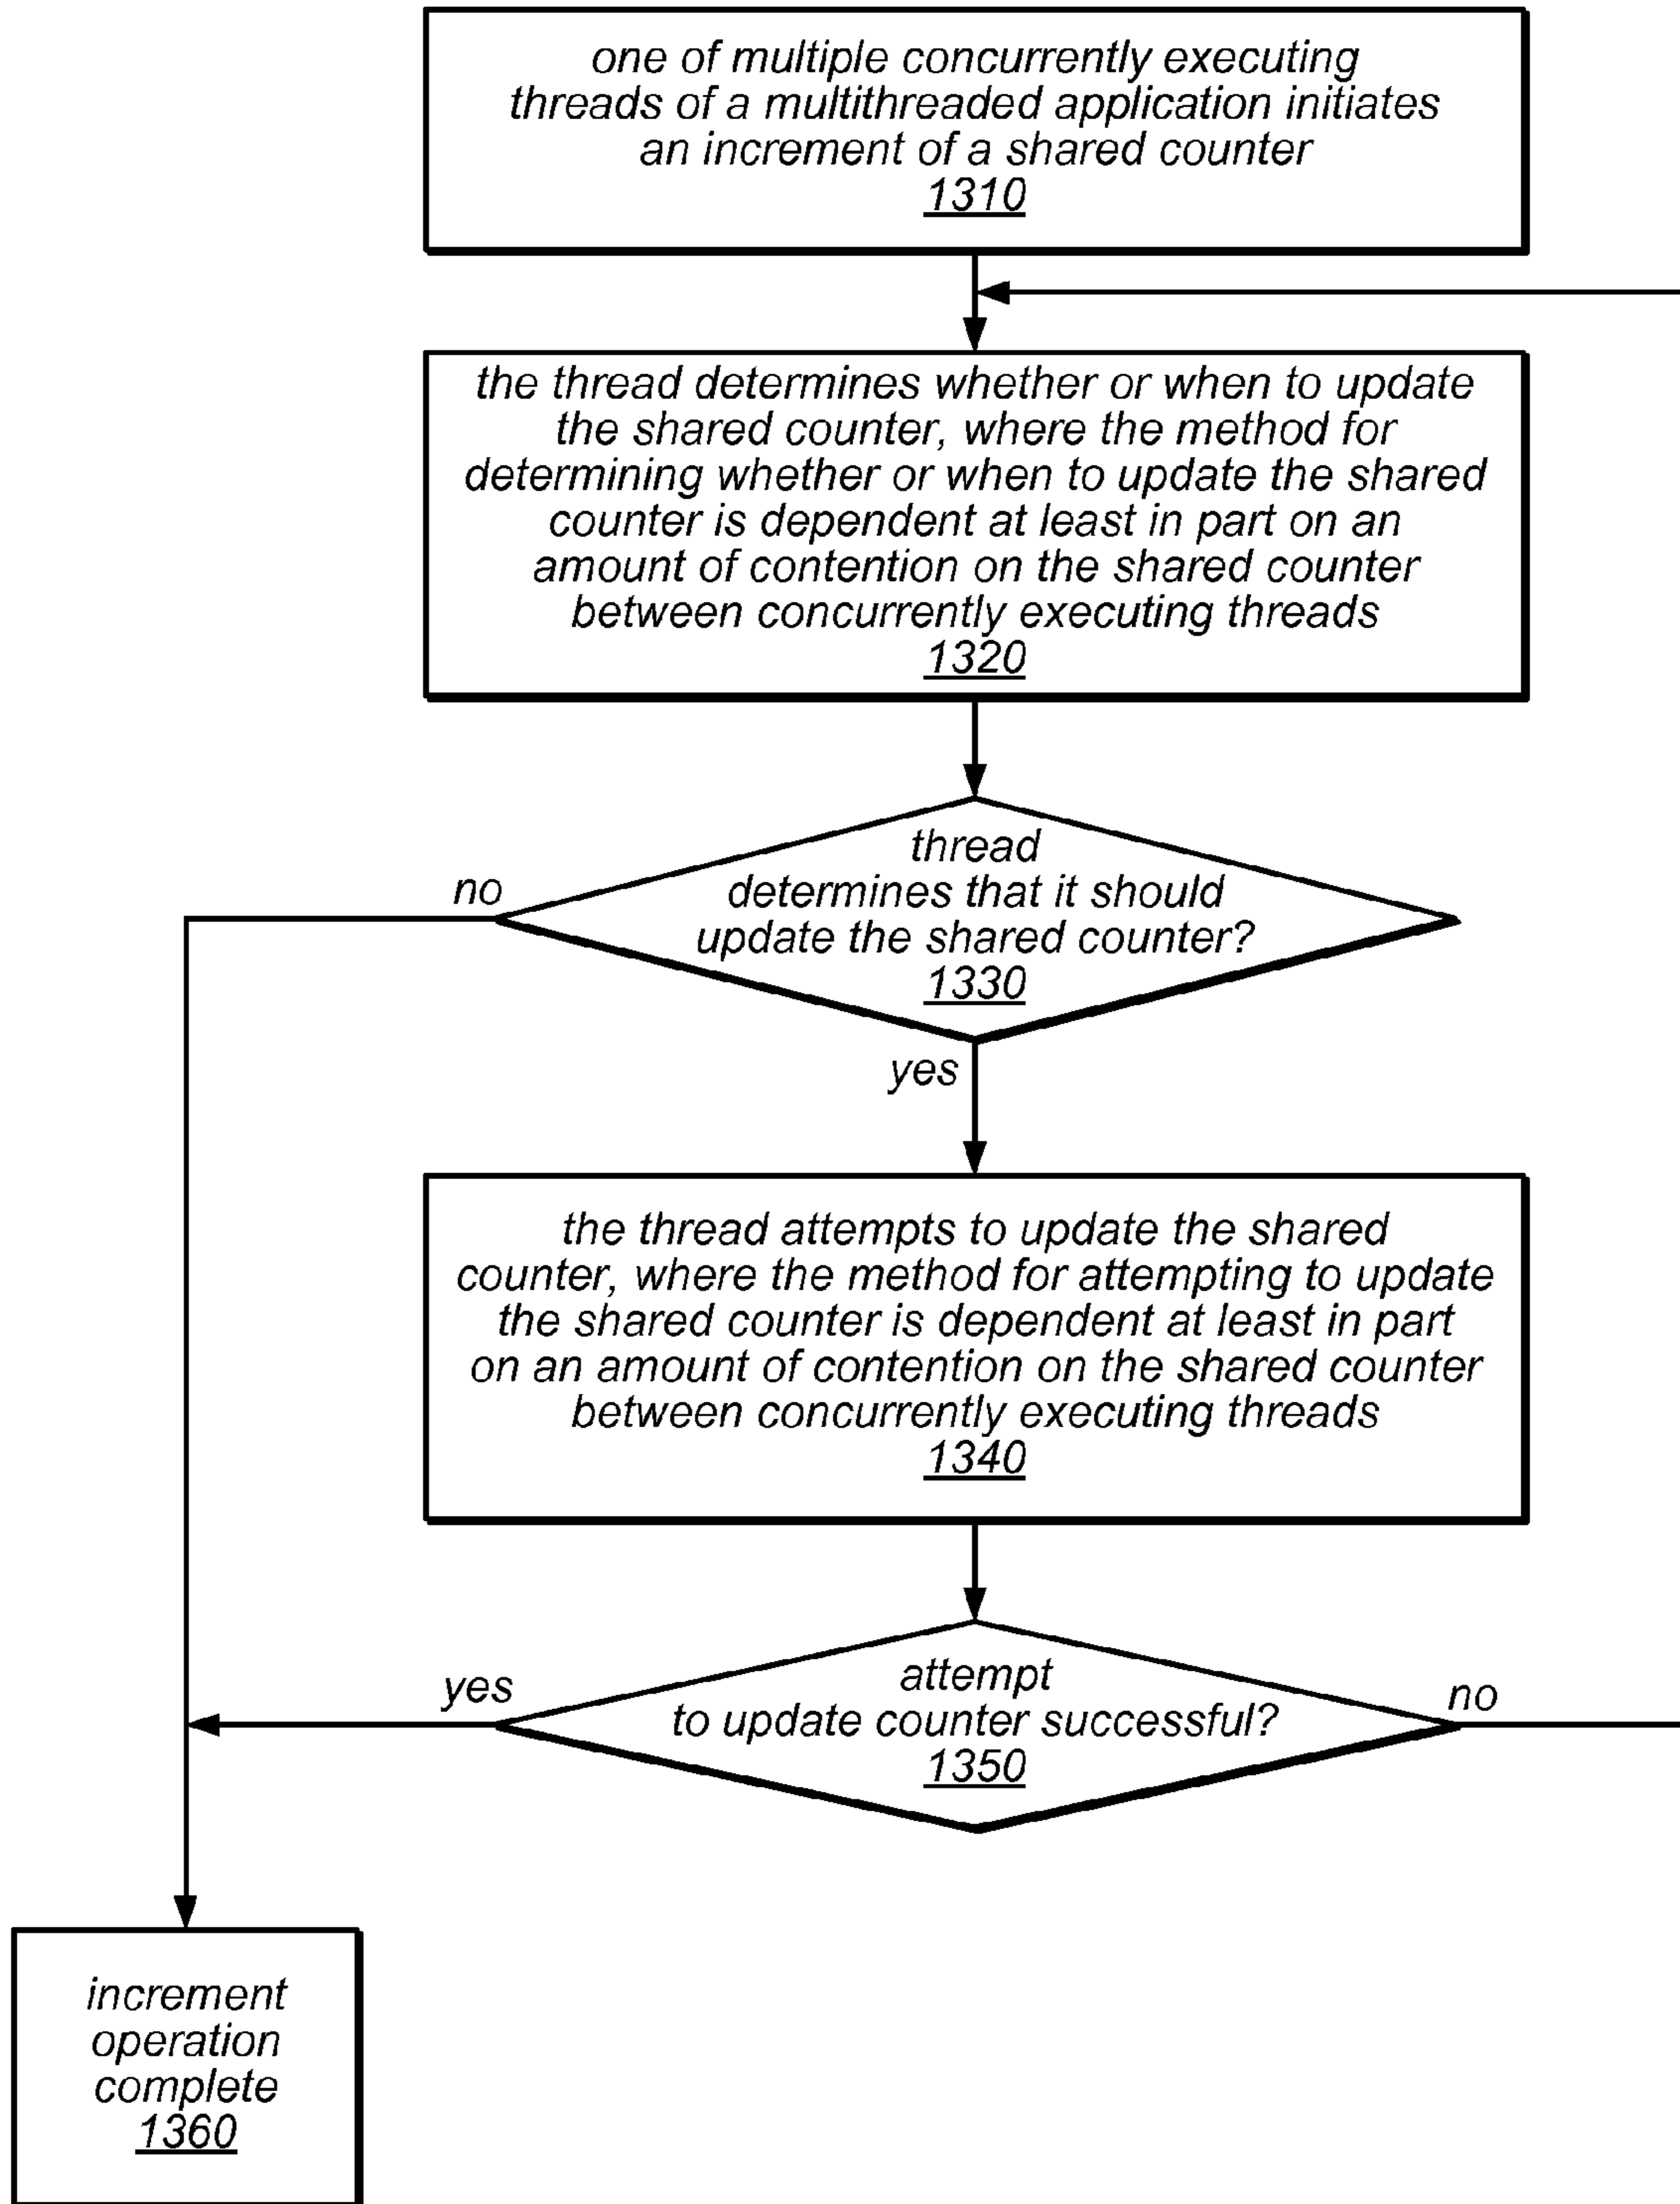 one of multiple concurrently executing
threads of a multithreaded application initiates
an increment of a shared counter
1310
the thread determines whether or when to update
the shared counter, where the method for
determining whether or when to update the shared
counter is dependent at least in part on an
amount of contention on the shared counter
between concurrently executing threads
1320
thread
determines that it should
update the shared counter?
1330
no
yes
the thread attempts to update the shared
counter, where the method for attempting to update
the shared counter is dependent at least in part
on an amount of contention on the shared counter
between concurrently executing threads
1340
attempt
to update counter successful?
1350
yes
no
increment
operation
complete
1360